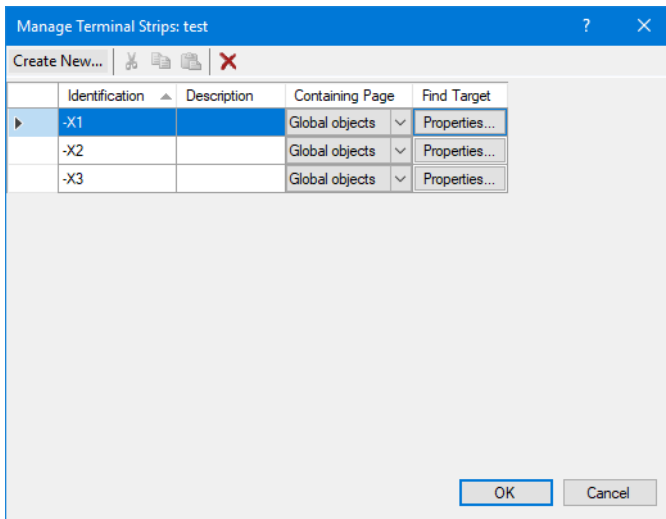 Manage Terminal Strips: test
Create New...
Identification Description Containing Page Find Target
-X1 Global objects Properties...
-X2 Global objects Properties...
-X3 Global objects Properties...
OK Cancel